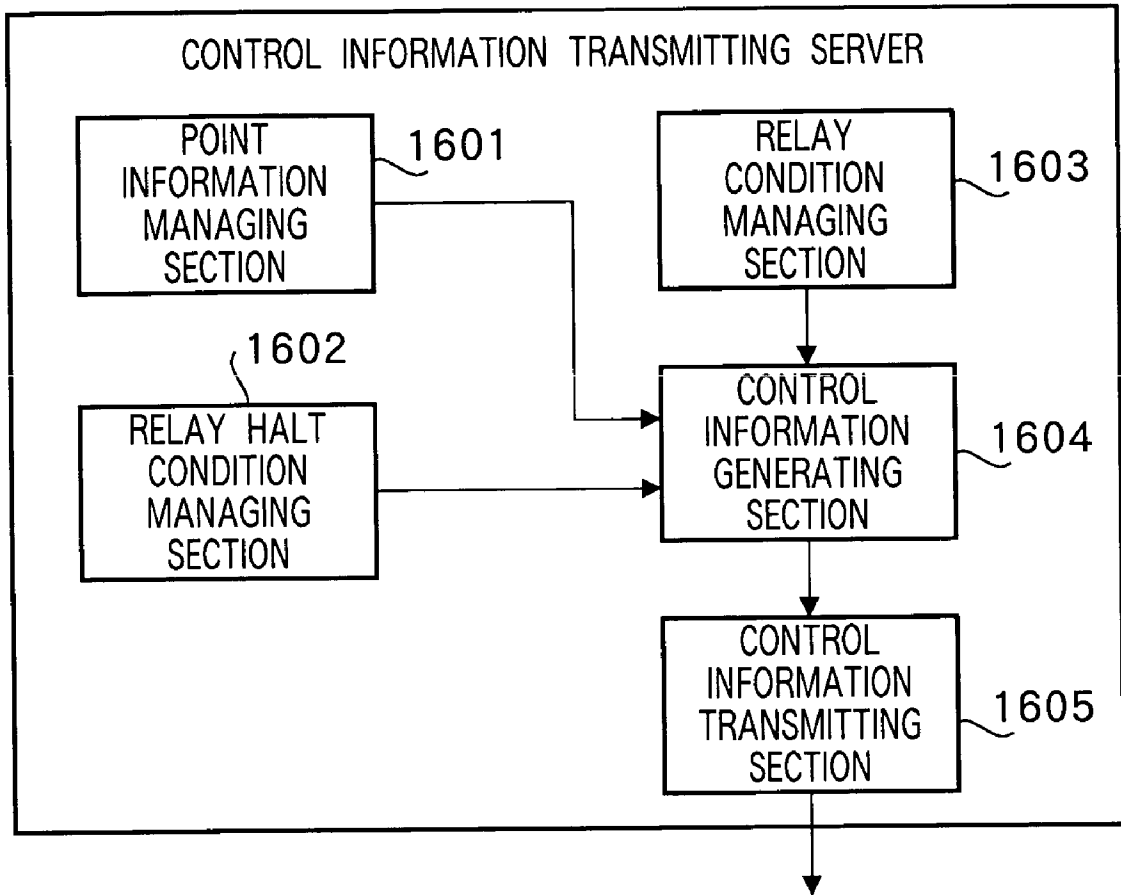 CONTROL INFORMATION TRANSMITTING SERVER
POINT
INFORMATION
MANAGING
SECTION
1601
RELAY
CONDITION
MANAGING
SECTION
1603
1602
RELAY HALT
CONDITION
MANAGING
SECTION
CONTROL
INFORMATION
GENERATING
SECTION
1604
CONTROL
INFORMATION
TRANSMITTING
SECTION
1605